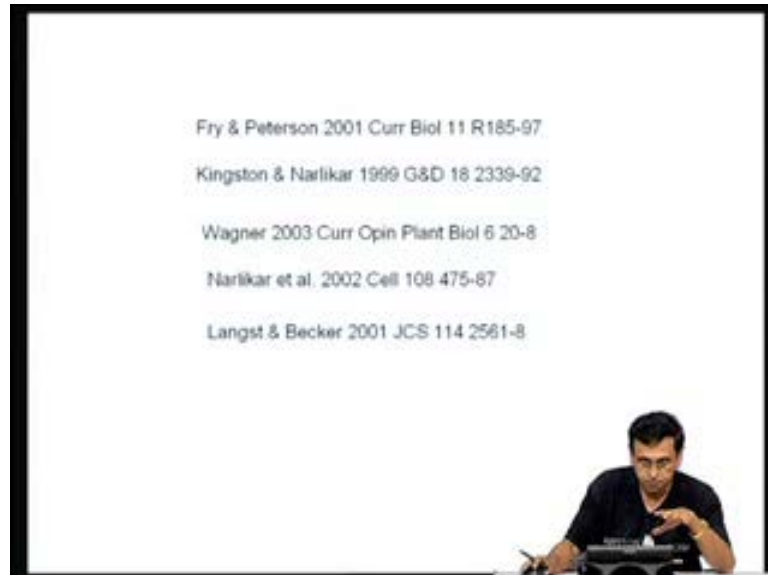 Fry & Peterson 2001 Curr Biol 11 R185-97
Kingston & Narlikar 1999 G&D 18 2339-92
Wagner 2003 Curr Opin Plant Biol 6 20-8
Narlikar et al. 2002 Cell 108 475-87
Langst & Becker 2001 JCS 114 2561-8